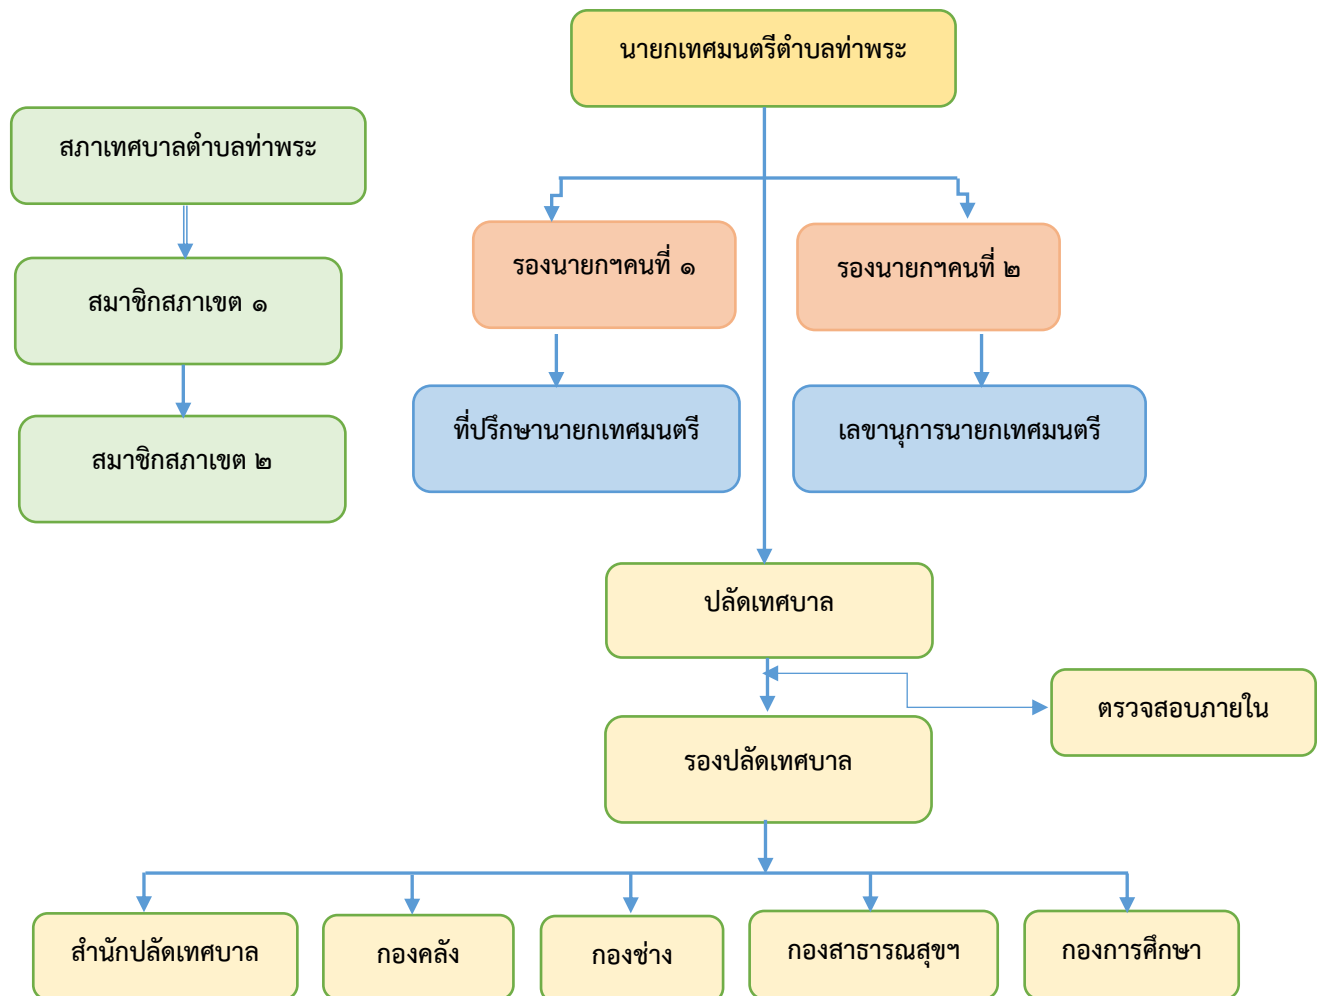 นายกเทศมนตรีตำบลท่าพระ
สภาเทศบาลตำบลท่าพระ
สมาชิกสภาเขต ๑
สมาชิกสภาเขต ๒
รองนายกฯคนที่ ๑
รองนายกฯคนที่ ๒
ที่ปรึกษานายกเทศมนตรี
เลขานุการนายกเทศมนตรี
ปลัดเทศบาล
ตรวจสอบภายใน
รองปลัดเทศบาล
สำนักปลัดเทศบาล
กองคลัง
กองช่าง
กองสาธารณสุขฯ
กองการศึกษา